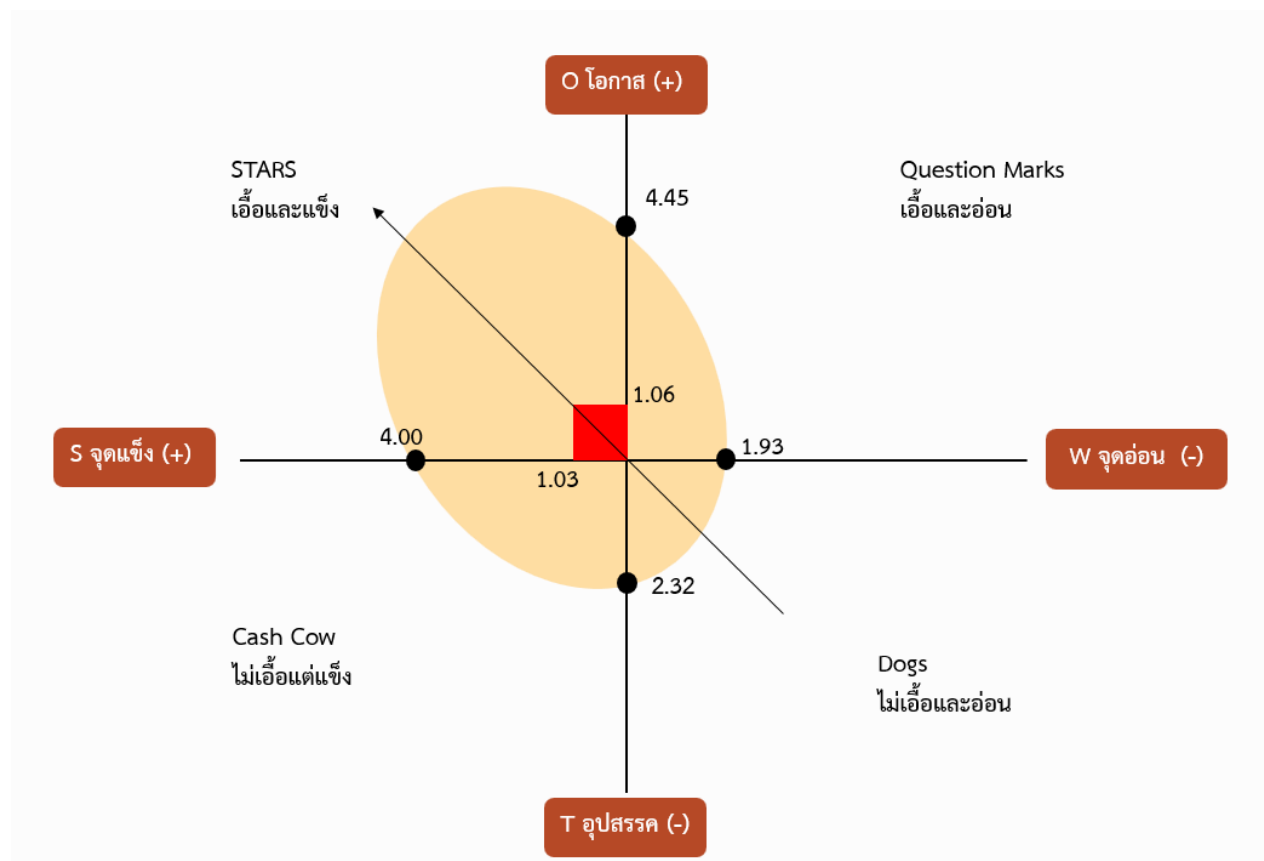 O โอกาส (+)
STARS
เอื้อและแข็ง
Question Marks
เอื้อและอ่อน
4.45
1.06
4.00
1.93
S จุดแข็ง (+)
W จุดอ่อน (-)
1.03
2.32
Cash Cow
ไม่เอื้อแต่แข็ง
Dogs
ไม่เอื้อและอ่อน
T อุปสรรค (-)